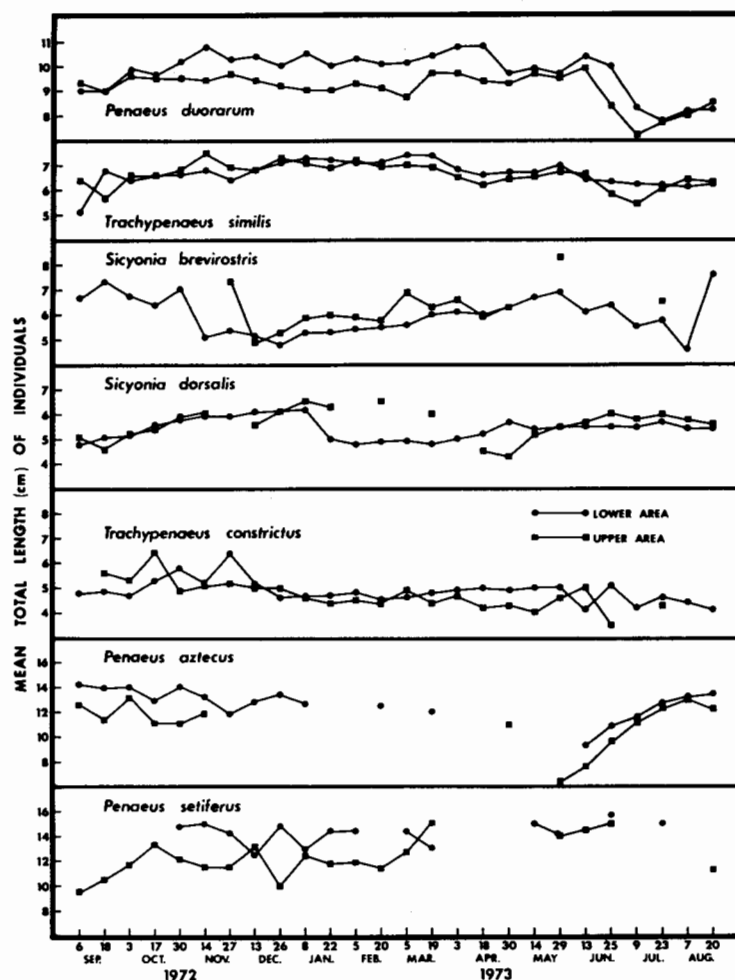 MEAN TOTAL LENGTH (cm) OF INDIVIDUALS
11
10
9
8
Penaeus duorarum
7
6
5
Trachypenaeus similis
Sicyonia brevirostris
8
7
6
5
Sicyonia dorsalis
7
6
5
4
8
7
6
5
4
Trachypenaeus constrictus
LOWER AREA
UPPER AREA
Penaeus aztecus
16
14
12
10
8
Penaeus setiferus
16
14
12
10
8
6 18 3 17 30 14 27 13 26 8 22 5 20 5 19 3 18 30 14 29 13 25 9 23 7 20
SEP. OCT. NOV. DEC. JAN. FEB. MAR. APR. MAY JUN. JUL. AUG.
1972 1973